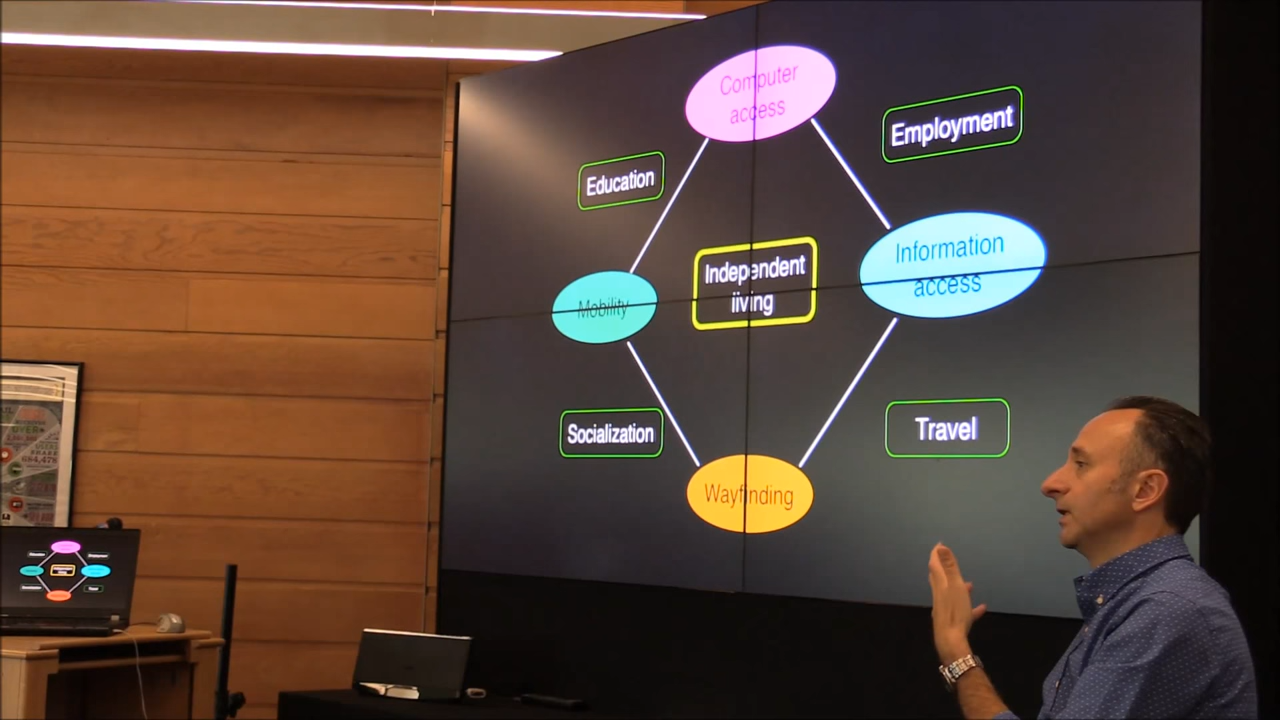 Computer
access
Employment
Education
Information
access
Independent
living
Mobility
Socialization
Travel
Wayfinding